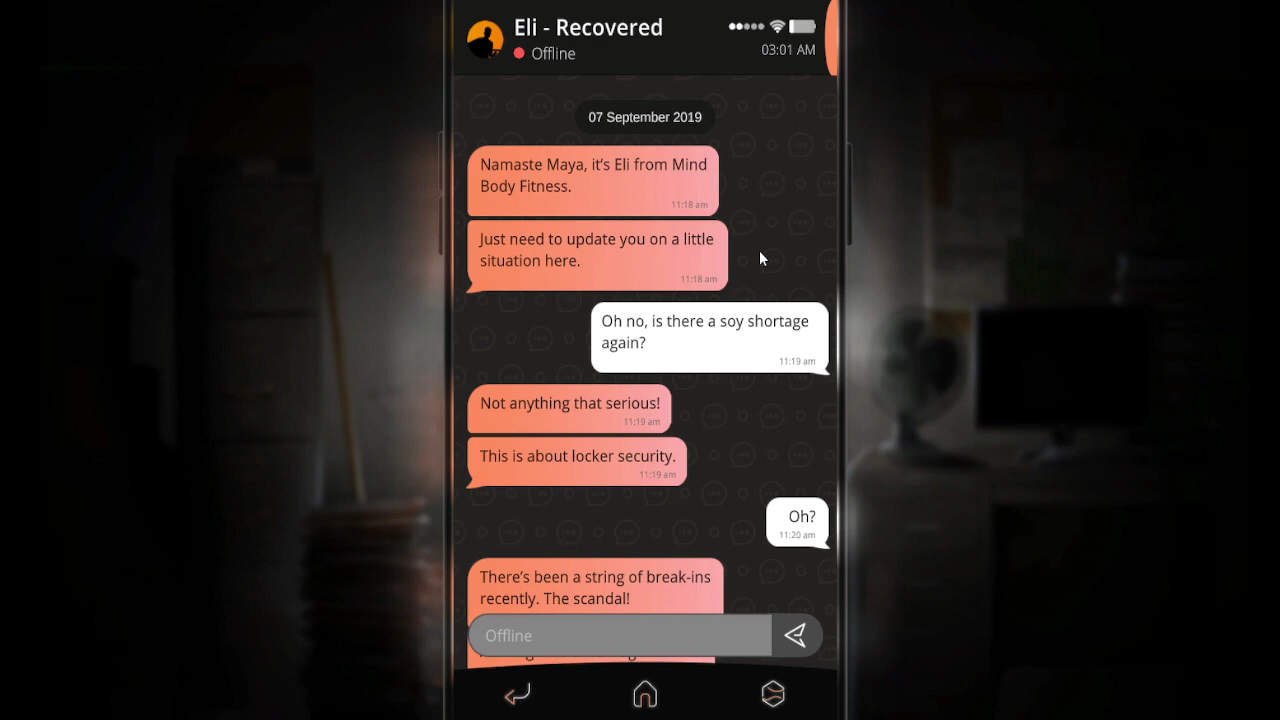 Eli - Recovered
Offline
03:01 AM
07 September 2019
Namaste Maya, it's Eli from Mind
Body Fitness.
11:18 am
Just need to update you on a little
situation here.
11:18 am
Oh no, is there a soy shortage
again?
11:19 am
Not anything that serious!
11:19 am
This is about locker security.
11:19 am
Oh?
11:20 am
There's been a string of break-ins
recently. The scandal!
Offline